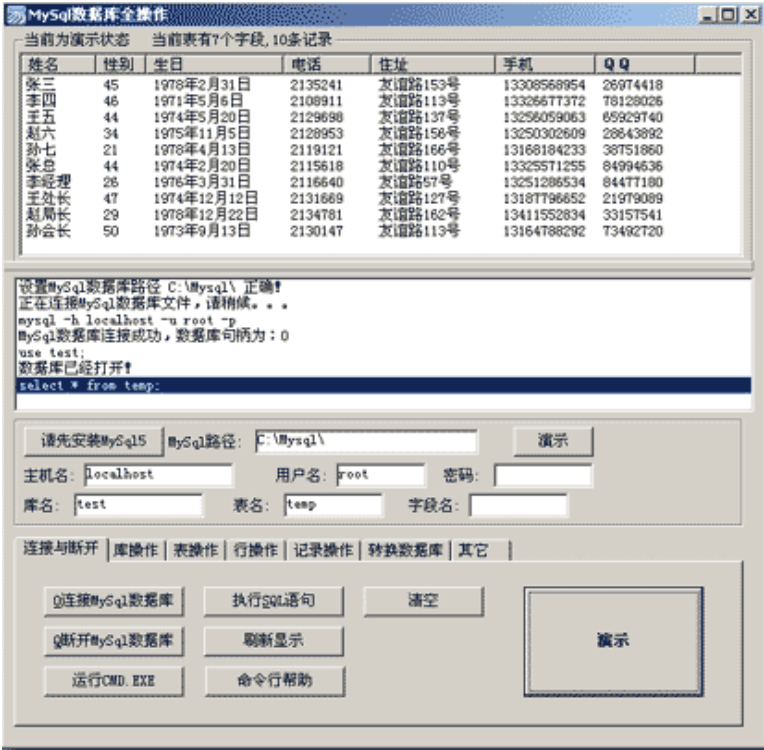 MySql数据库全操作
当前为演示状态 当前表有7个字段,10条记录
姓名 性别 生日 电话 住址 手机 QQ
张三 45 1978年2月31日 2135241 友谊路153号 13308568954 26974418
李四 46 1971年5月6日 2108911 友谊路113号 13326677372 78128026
王五 44 1974年5月20日 2129698 友谊路137号 13256059063 65929740
赵六 34 1975年11月5日 2128953 友谊路156号 13250302609 28643892
孙七 21 1978年4月13日 2119121 友谊路166号 13168184233 38751860
张总 44 1974年2月20日 2115618 友谊路110号 13325571255 84994636
李经理 26 1976年3月31日 2116640 友谊路57号 13251286534 84477180
王处长 47 1974年12月12日 2131669 友谊路127号 13187796652 21979089
赵局长 29 1978年12月22日 2134781 友谊路162号 13411552834 33157541
孙会长 50 1973年9月13日 2130147 友谊路113号 13164788292 73492720
设置MySql数据库路径 C:\Mysql\ 正确!
正在连接MySql数据库文件，请稍候。。。
mysql -h localhost -u root -p
MySql数据库连接成功，数据库句柄为：0
use test;
数据库已经打开!
select * from temp;
请先安装MySql5 MySql路径: C:\Mysql\ 演示
主机名: localhost 用户名: root 密码:
库名: test 表名: temp 字段名:
连接与断开 库操作 表操作 行操作 记录操作 转换数据库 其它
O连接MySql数据库 执行SQL语句 清空
Q断开MySql数据库 刷新显示 演示
运行CMD.EXE 命令行帮助